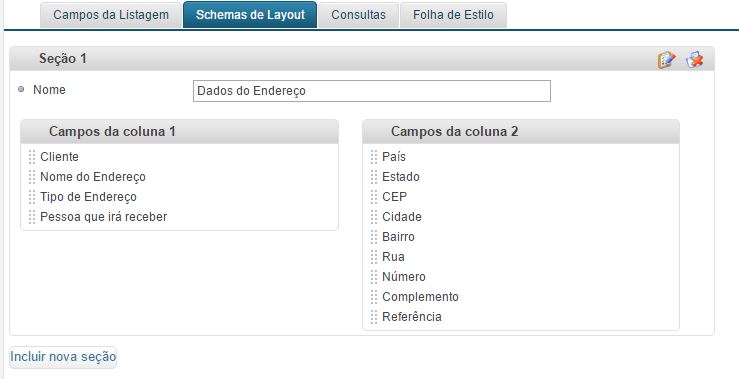 Campos da Listagem
Schemas de Layout
Consultas
Folha de Estilo
Seção 1
Nome
Dados do Endereço
Campos da coluna 1
Cliente
Nome do Endereço
Tipo de Endereço
Pessoa que irá receber
Campos da coluna 2
País
Estado
CEP
Cidade
Bairro
Rua
Número
Complemento
Referência
Incluir nova seção